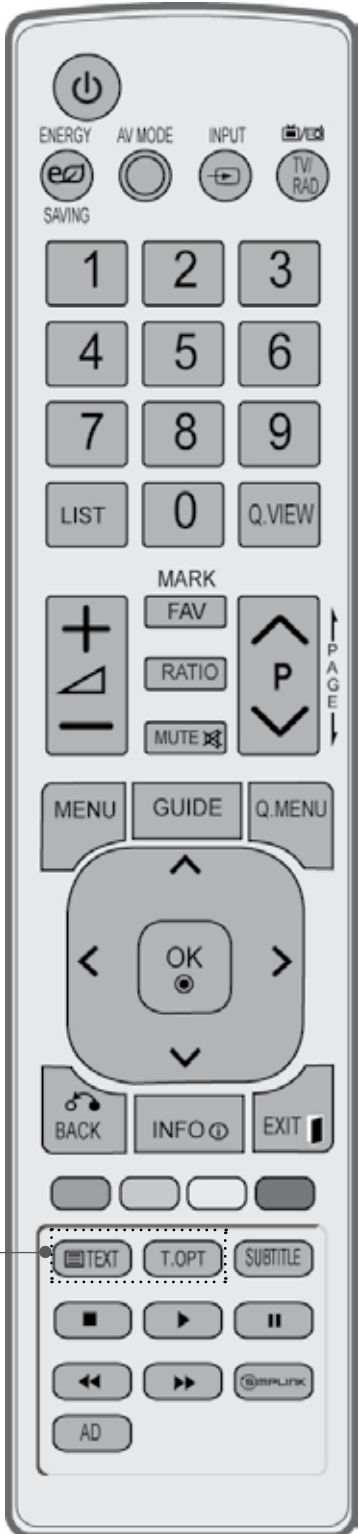 ENERGY AV MODE INPUT
TV/
RAD
SAVING
1 2 3
4 5 6
7 8 9
LIST 0 Q.VIEW
MARK
FAV
RATIO
P
PAGE
MUTE
MENU GUIDE Q.MENU
OK
BACK INFO EXIT
TEXT T.OPT SUBTITLE
SIMPLINK
AD